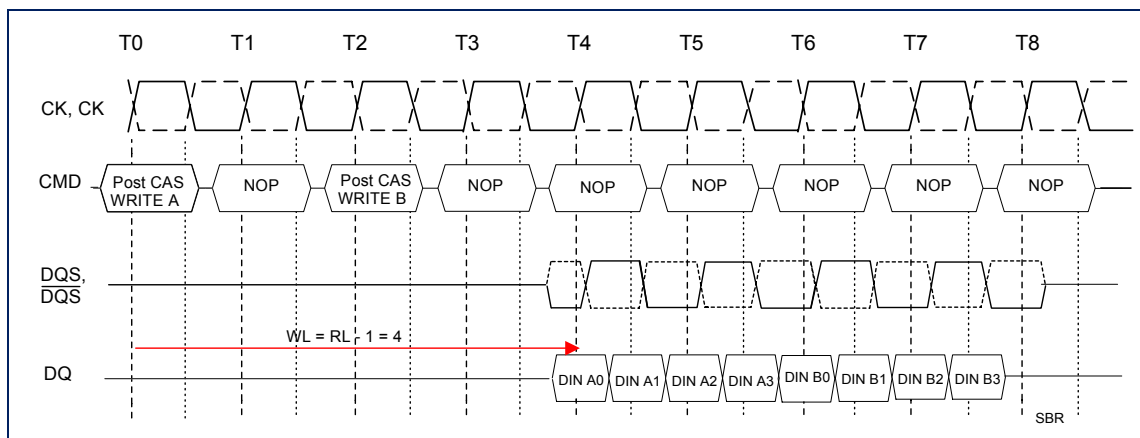 T0 T1 T2 T3 T4 T5 T6 T7 T8
CK, CK
CMD
Post CAS
WRITE A
NOP
Post CAS
WRITE B
NOP
NOP
NOP
NOP
NOP
NOP
DQS,
DQS
WL = RL - 1 = 4
DQ
DIN A0 DIN A1 DIN A2 DIN A3 DIN B0 DIN B1 DIN B2 DIN B3
SBR